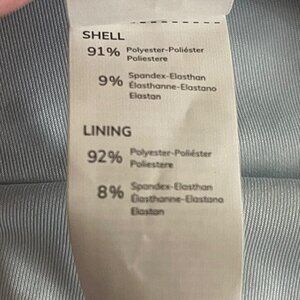 SHELL
91% Polyester-Poliéster
Poliestere
9% Spandex-Elasthan
Élasthanne-Elastano
Elastan
LINING
92% Polyester-Poliéster
Poliestere
8% Spandex-Elasthan
Élasthanne-Elastano
Elastan